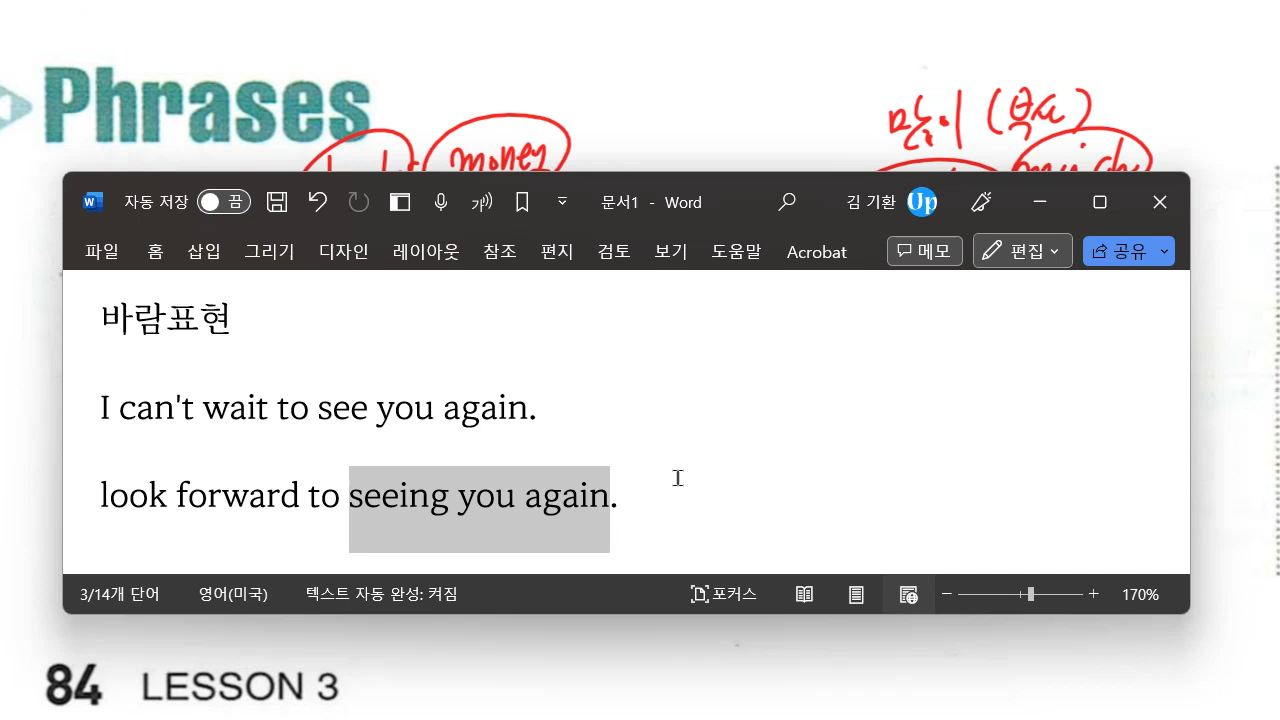 Phrases
money
많이 (복수)
자동 저장 끔 가 문서1 - Word 김 기환 Up
파일 홈 삽입 그리기 디자인 레이아웃 참조 편지 검토 보기 도움말 Acrobat 메모 편집 공유
바람표현
I can't wait to see you again.
look forward to seeing you again.
3/14개 단어 영어(미국) 텍스트 자동 완성: 켜짐 포커스 170%
84 LESSON 3